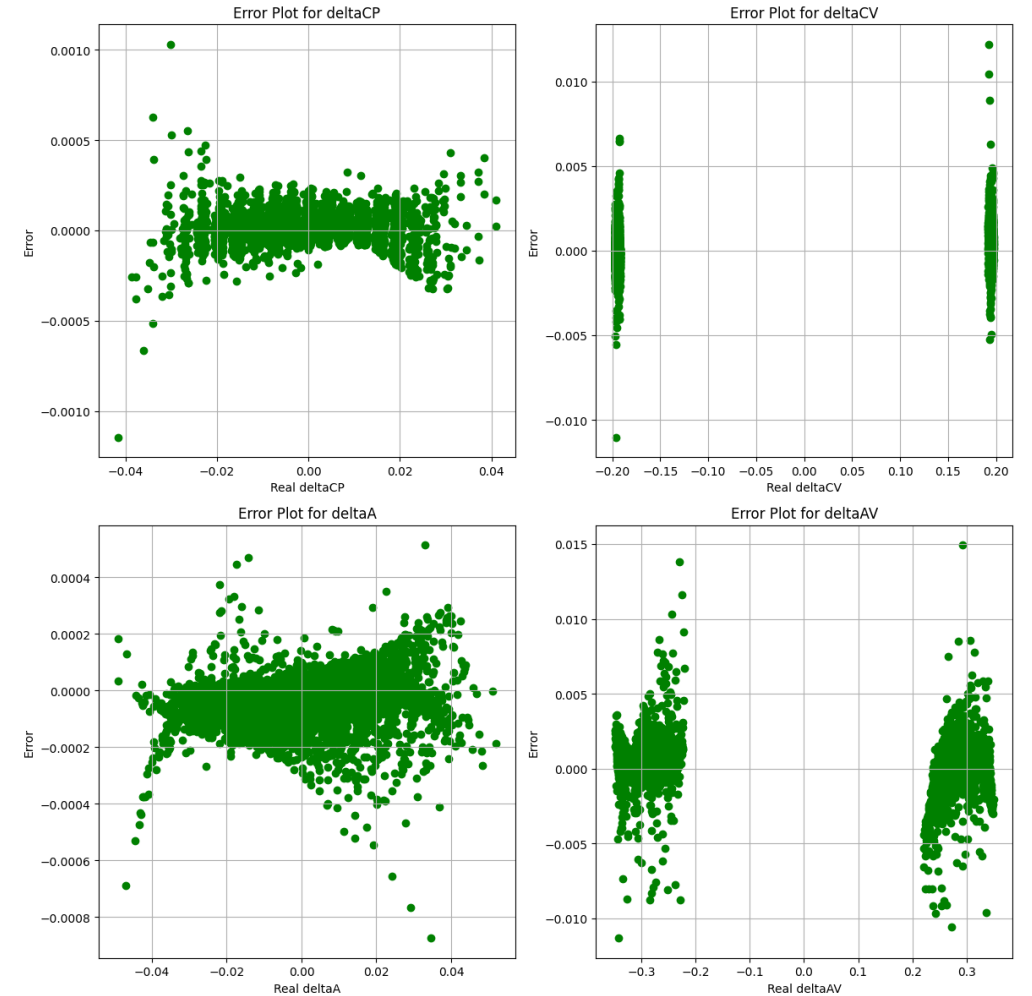 Error Plot for deltaCP
Error
0.0010
0.0005
0.0000
−0.0005
−0.0010
−0.04 −0.02 0.00 0.02 0.04
Real deltaCP
Error Plot for deltaCV
Error
0.010
0.005
0.000
−0.005
−0.010
−0.20 −0.15 −0.10 −0.05 0.00 0.05 0.10 0.15 0.20
Real deltaCV
Error Plot for deltaA
Error
0.0004
0.0002
0.0000
−0.0002
−0.0004
−0.0006
−0.0008
−0.04 −0.02 0.00 0.02 0.04
Real deltaA
Error Plot for deltaAV
Error
0.015
0.010
0.005
0.000
−0.005
−0.010
−0.3 −0.2 −0.1 0.0 0.1 0.2 0.3
Real deltaAV